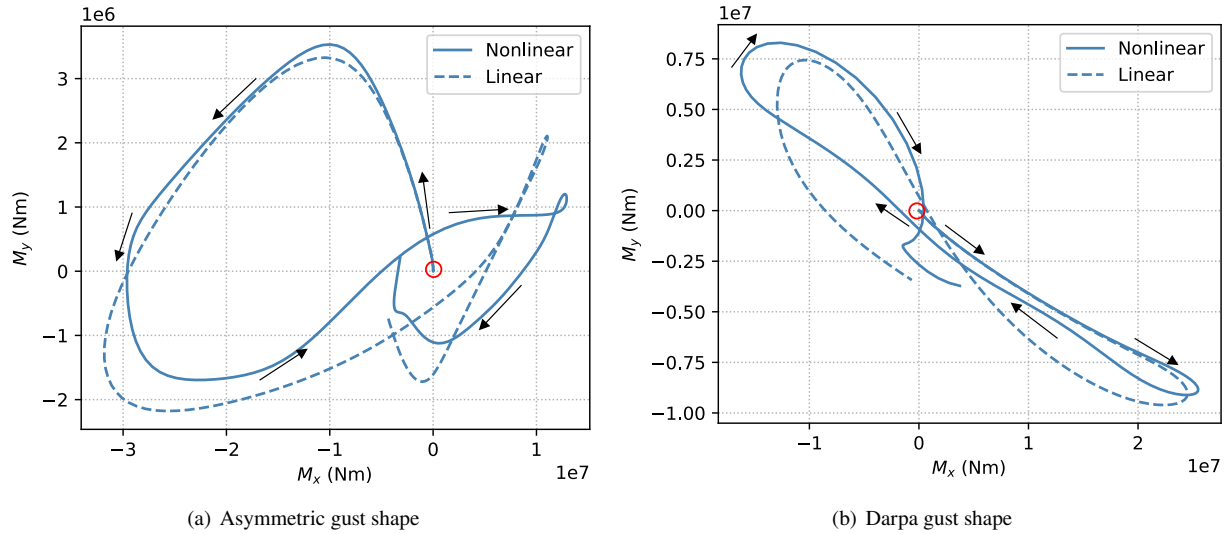 1e6
Nonlinear
Linear
3
2
1
0
−1
−2
M_y (Nm)
−3
−2
−1
0
1
M_x (Nm)
1e7
(a) Asymmetric gust shape
1e7
Nonlinear
Linear
0.75
0.50
0.25
0.00
−0.25
−0.50
−0.75
−1.00
M_y (Nm)
−1
0
1
2
M_x (Nm)
1e7
(b) Darpa gust shape